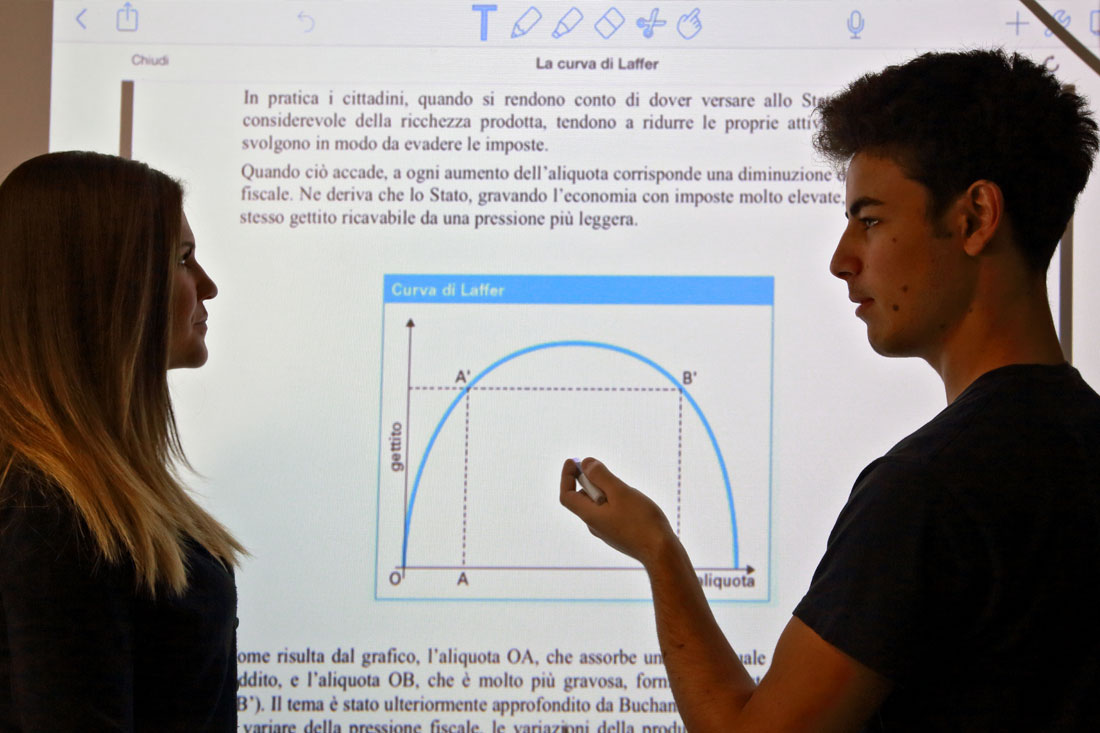 Chiudi
La curva di Laffer
In pratica i cittadini, quando si rendono conto di dover versare allo
considerevole della ricchezza prodotta, tendono a ridurre le proprie
svolgono in modo da evadere le imposte.
Quando ciò accade, a ogni aumento dell'aliquota corrisponde una diminuzione
fiscale. Ne deriva che lo Stato, gravando l'economia con imposte molto elevate,
stesso gettito ricavabile da una pressione più leggera.
Curva di Laffer
A' B'
gettito
O A aliquota
ome risulta dal grafico, l'aliquota OA, che assorbe
ddito, e l'aliquota OB, che è molto più gravosa,
B'). Il tema è stato ulteriormente approfondito da
variare della pressione fiscale, le variazioni della